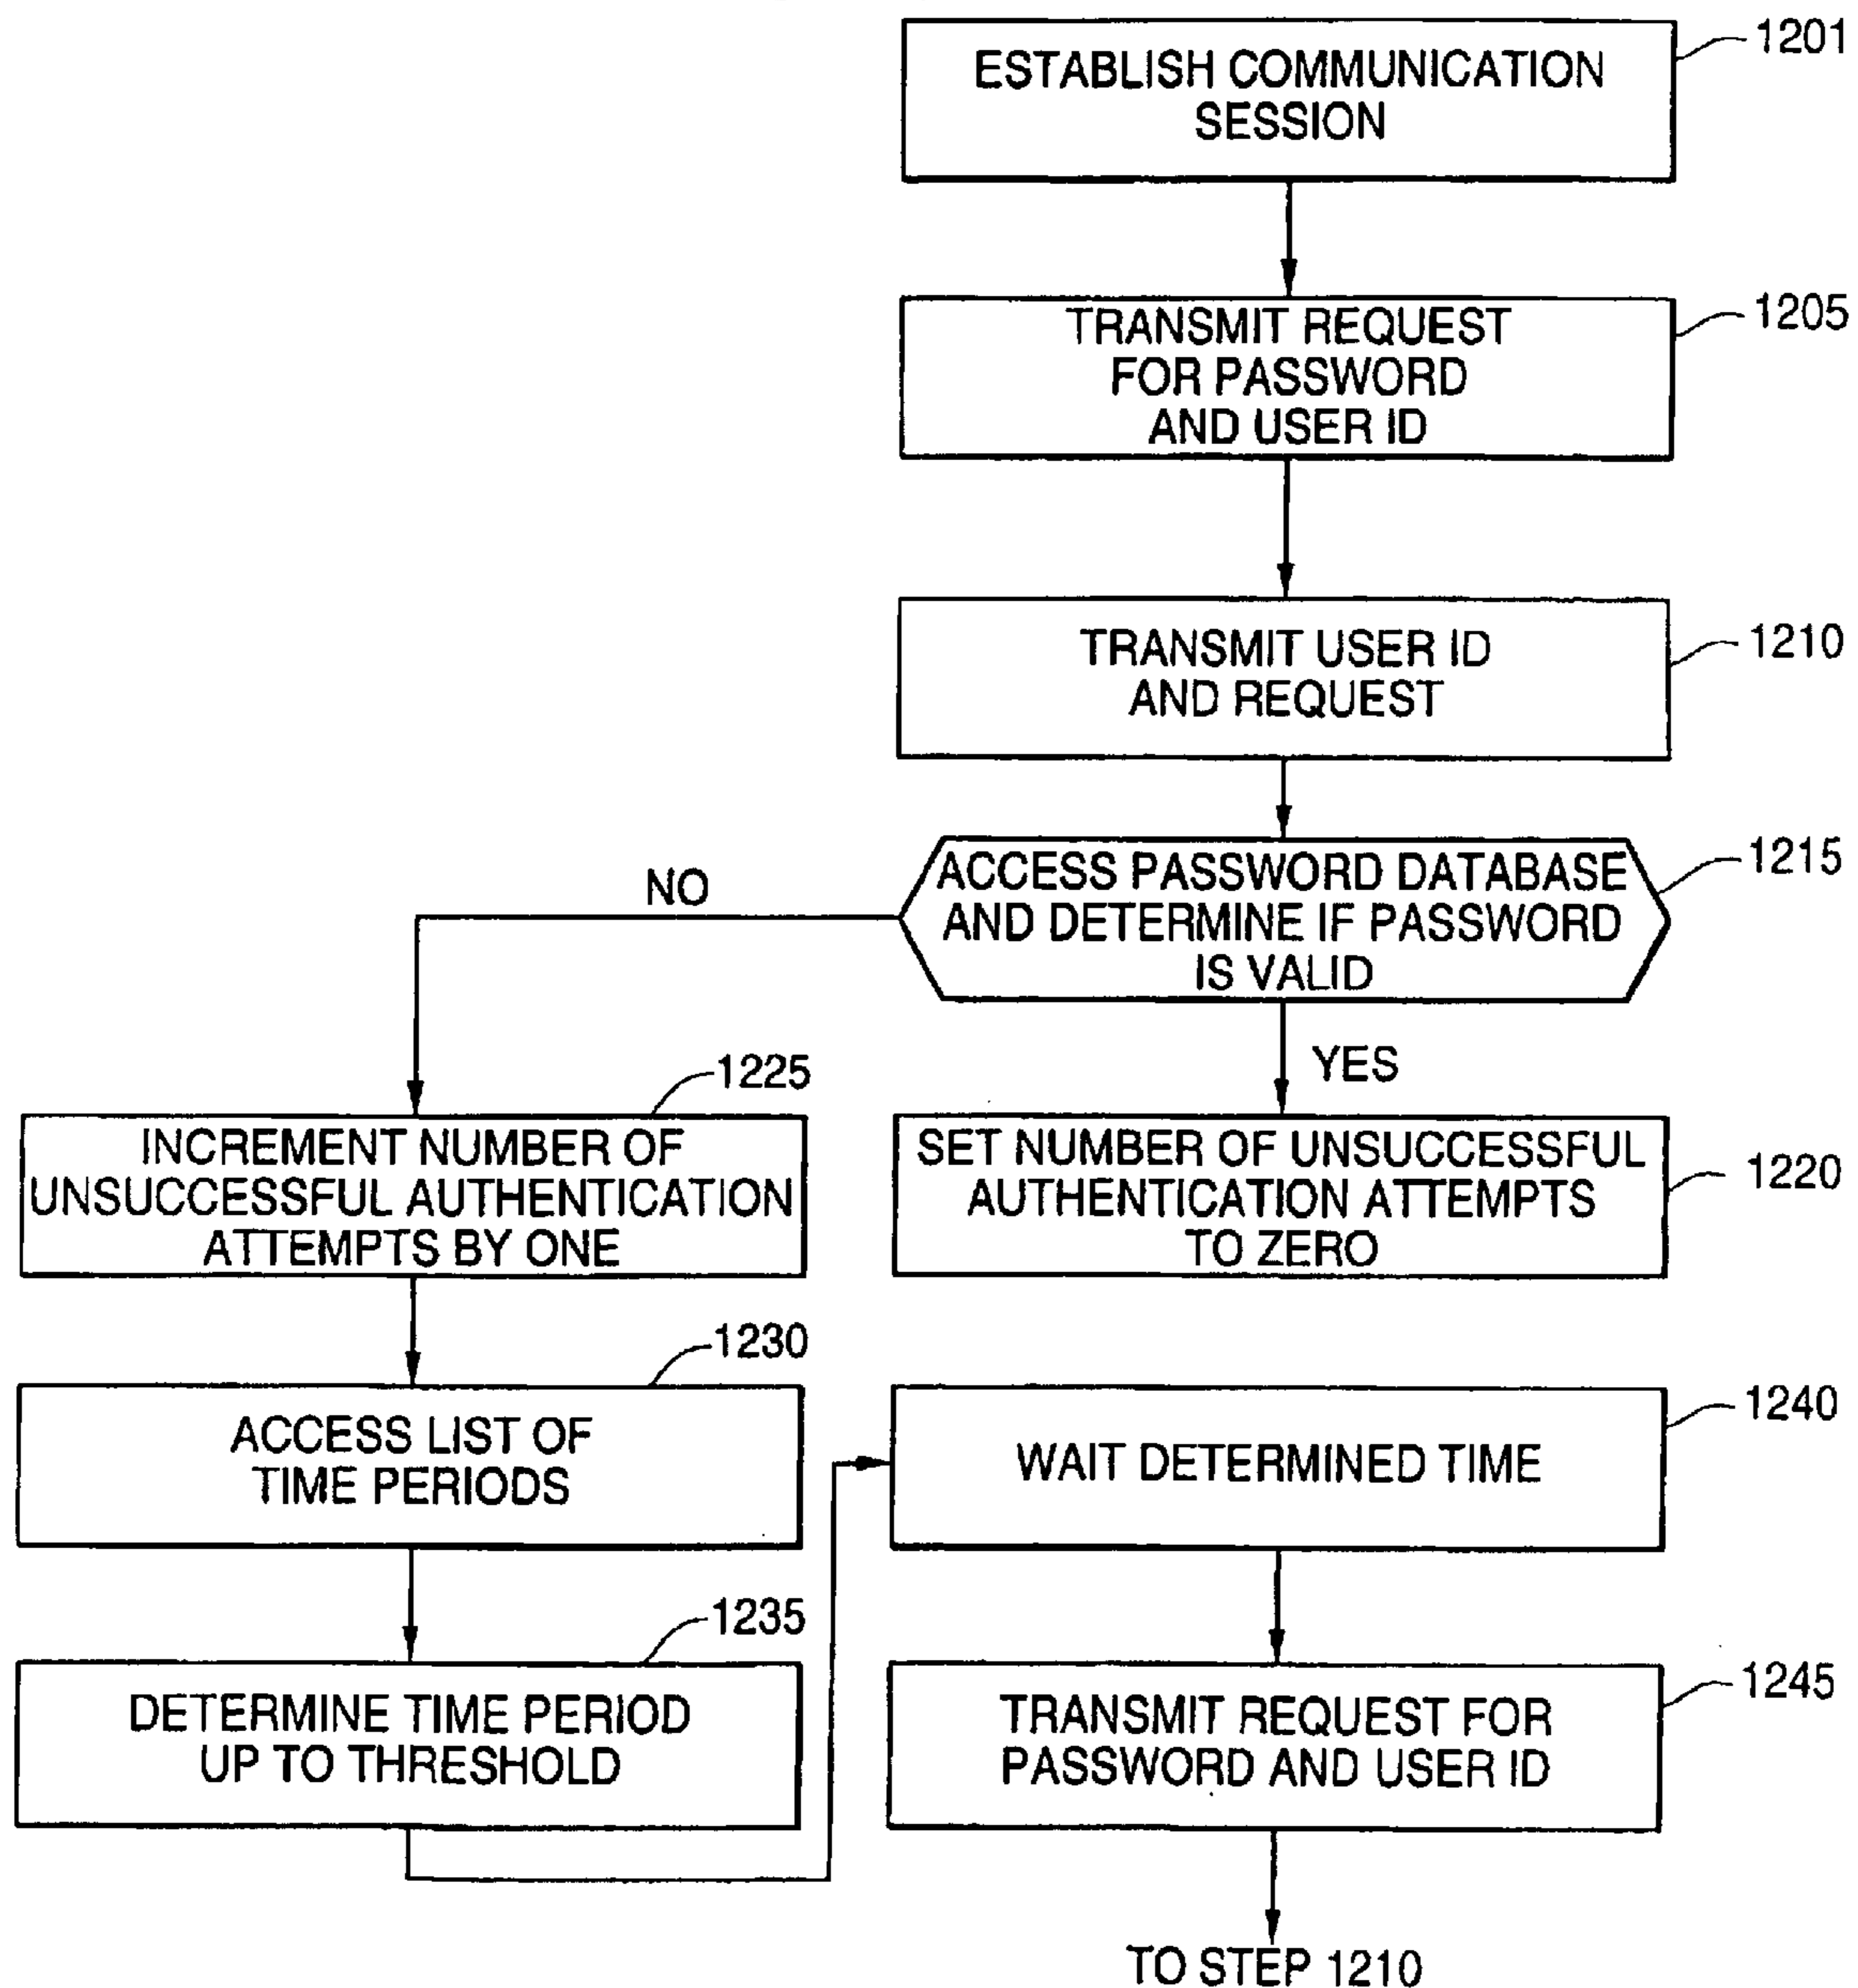 ESTABLISH COMMUNICATION
SESSION
1201
TRANSMIT REQUEST
FOR PASSWORD
AND USER ID
1205
TRANSMIT USER ID
AND REQUEST
1210
ACCESS PASSWORD DATABASE
AND DETERMINE IF PASSWORD
IS VALID
1215
NO
YES
1225
INCREMENT NUMBER OF
UNSUCCESSFUL AUTHENTICATION
ATTEMPTS BY ONE
SET NUMBER OF UNSUCCESSFUL
AUTHENTICATION ATTEMPTS
TO ZERO
1220
1230
ACCESS LIST OF
TIME PERIODS
1235
DETERMINE TIME PERIOD
UP TO THRESHOLD
WAIT DETERMINED TIME
1240
TRANSMIT REQUEST FOR
PASSWORD AND USER ID
1245
TO STEP 1210